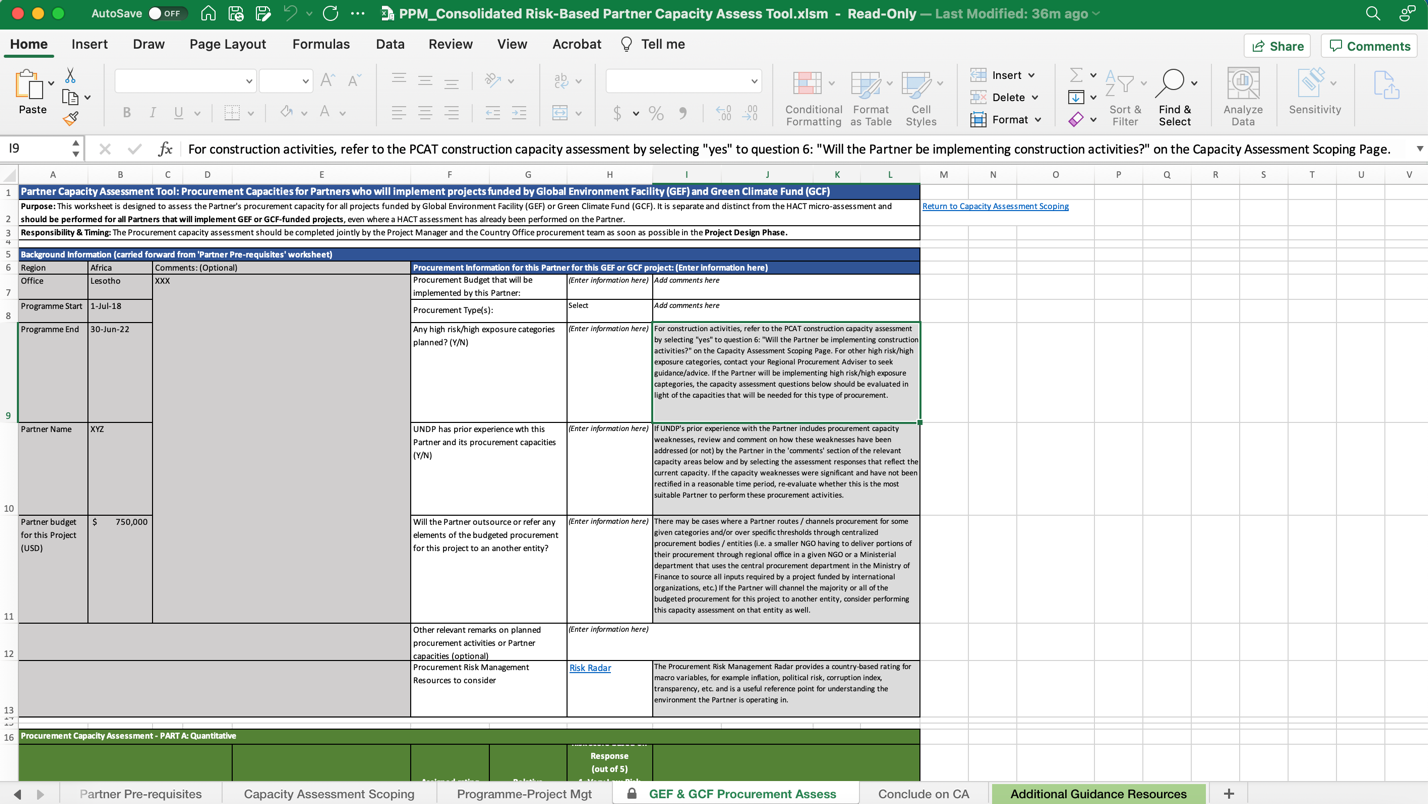 AutoSave OFF PPM_Consolidated Risk-Based Partner Capacity Assess Tool.xlsm - Read-Only — Last Modified: 36m ago
Home Insert Draw Page Layout Formulas Data Review View Acrobat Tell me Share Comments
Paste
B I U
Conditional Formatting
Format as Table
Cell Styles
Insert
Delete
Format
Sort & Filter
Find & Select
Analyze Data
Sensitivity
I9 fx For construction activities, refer to the PCAT construction capacity assessment by selecting "yes" to question 6: "Will the Partner be implementing construction activities?" on the Capacity Assessment Scoping Page.
A B C D E F G H I J K L M N O P Q R S T U V
1 Partner Capacity Assessment Tool: Procurement Capacities for Partners who will implement projects funded by Global Environment Facility (GEF) and Green Climate Fund (GCF)
Purpose: This worksheet is designed to assess the Partner's procurement capacity for all projects funded by Global Environment Facility (GEF) or Green Climate Fund (GCF). It is separate and distinct from the HACT micro-assessment and
2 should be performed for all Partners that will implement GEF or GCF-funded projects, even where a HACT assessment has already been performed on the Partner.
Return to Capacity Assessment Scoping
3 Responsibility & Timing: The Procurement capacity assessment should be completed jointly by the Project Manager and the Country Office procurement team as soon as possible in the Project Design Phase.
4
5 Background Information (carried forward from 'Partner Pre-requisites' worksheet)
6 Region Africa Comments: (Optional) Procurement Information for this Partner for this GEF or GCF project: (Enter information here)
7 Office Lesotho XXX
Procurement Budget that will be
implemented by this Partner:
(Enter information here) Add comments here
8 Programme Start 1-Jul-18 Procurement Type(s): Select Add comments here
9 Programme End 30-Jun-22
Any high risk/high exposure categories
planned? (Y/N)
(Enter information here)
For construction activities, refer to the PCAT construction capacity assessment
by selecting "yes" to question 6: "Will the Partner be implementing construction
activities?" on the Capacity Assessment Scoping Page. For other high risk/high
exposure categories, contact your Regional Procurement Adviser to seek
guidance/advice. If the Partner will be implementing high risk/high exposure
captegories, the capacity assessment questions below should be evaluated in
light of the capacities that will be needed for this type of procurement.
10 Partner Name XYZ
UNDP has prior experience wth this
Partner and its procurement capacities
(Y/N)
(Enter information here)
If UNDP's prior experience with the Partner includes procurement capacity
weaknesses, review and comment on how these weaknesses have been
addressed (or not) by the Partner in the 'comments' section of the relevant
capacity areas below and by selecting the assessment responses that reflect the
current capacity. If the capacity weaknesses were significant and have not been
rectified in a reasonable time period, re-evaluate whether this is the most
suitable Partner to perform these procurement activities.
11 Partner budget
for this Project
(USD)
$ 750,000
Will the Partner outsource or refer any
elements of the budgeted procurement
for this project to an another entity?
(Enter information here)
There may be cases where a Partner routes / channels procurement for some
given categories and/or over specific thresholds through centralized
procurement bodies / entities (i.e. a smaller NGO having to deliver portions of
their procurement through regional office in a given NGO or a Ministerial
department that uses the central procurement department in the Ministry of
Finance to source all inputs required by a project funded by international
organizations, etc.) If the Partner will channel the majority or all of the
budgeted procurement for this project to another entity, consider performing
this capacity assessment on that entity as well.
12 Other relevant remarks on planned
procurement activities or Partner
capacities (optional)
(Enter information here)
13 Procurement Risk Management
Resources to consider
Risk Radar
The Procurement Risk Management Radar provides a country-based rating for
macro variables, for example inflation, political risk, corruption index,
transparency, etc. and is a useful reference point for understanding the
environment the Partner is operating in.
16 Procurement Capacity Assessment - PART A: Quantitative
Response
(out of 5)
Partner Pre-requisites Capacity Assessment Scoping Programme-Project Mgt GEF & GCF Procurement Assess Conclude on CA Additional Guidance Resources +